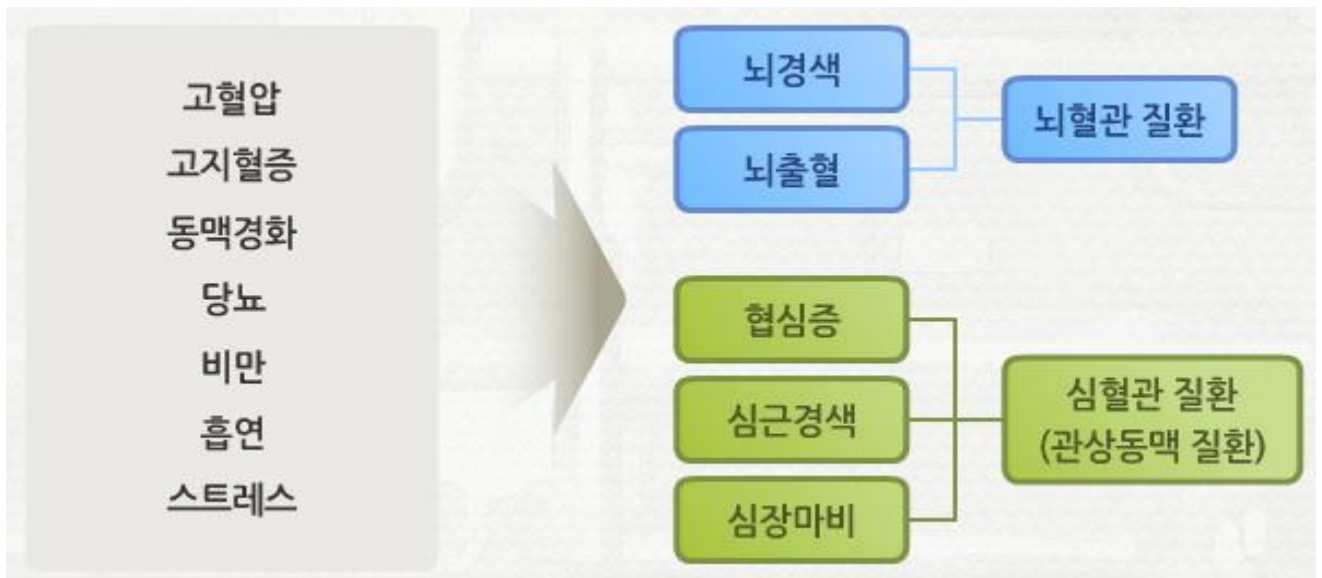 고혈압
고지혈증
동맥경화
당뇨
비만
흡연
스트레스
뇌경색
뇌출혈
뇌혈관 질환
협심증
심근경색
심장마비
심혈관 질환
(관상동맥 질환)